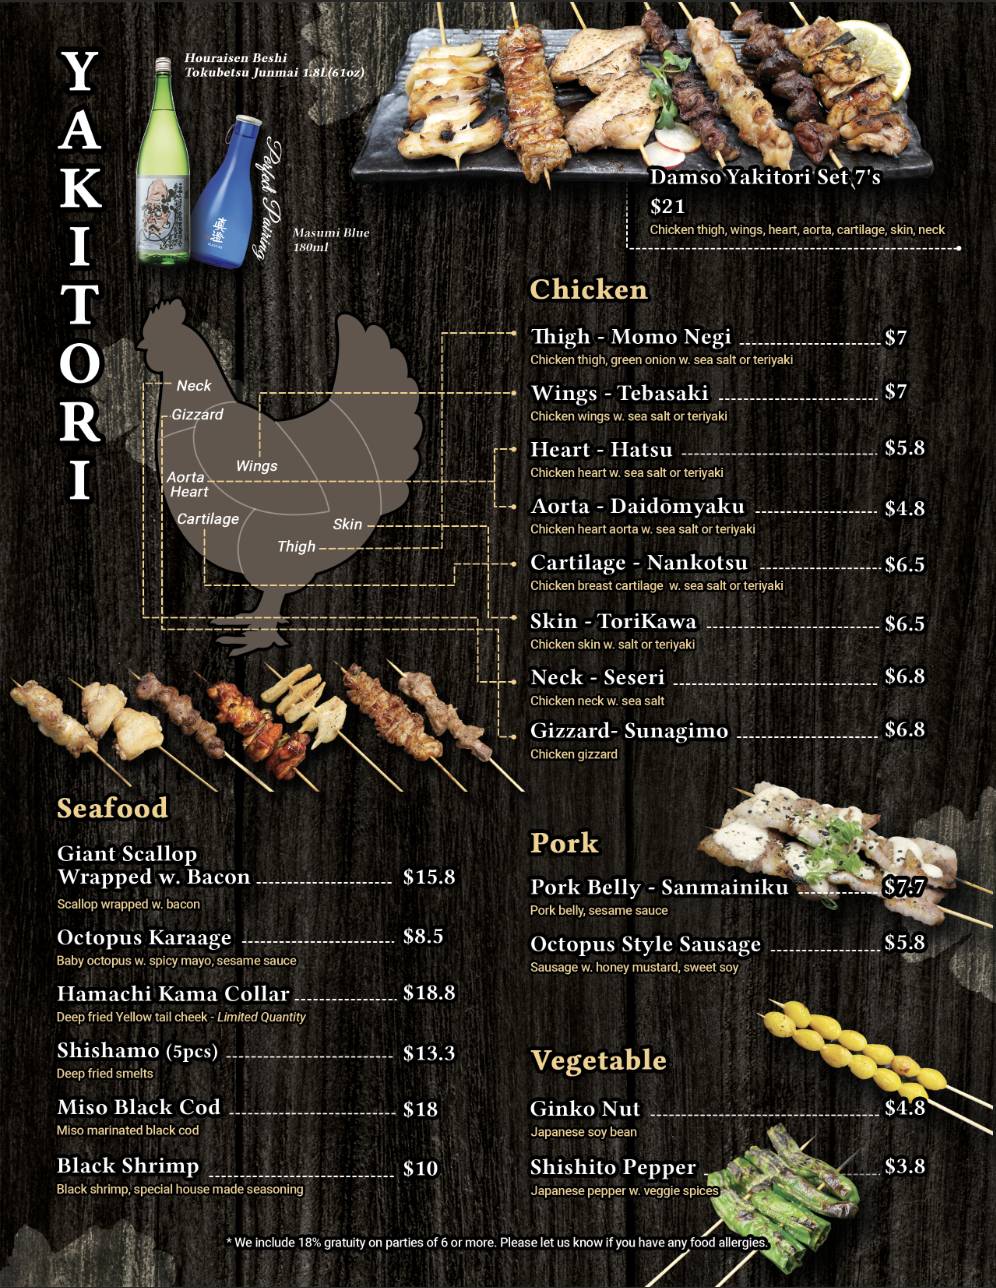 YAKITORI
Houraisen Beshi
Tokubetsu Junmai 1.8L(61oz)
Perfect Pairing
Masumi Blue
180ml
Damso Yakitori Set 7's
$21
Chicken thigh, wings, heart, aorta, cartilage, skin, neck
Neck
Gizzard
Wings
Aorta
Heart
Cartilage
Skin
Thigh
Chicken
Thigh - Momo Negi $7
Chicken thigh, green onion w. sea salt or teriyaki
Wings - Tebasaki $7
Chicken wings w. sea salt or teriyaki
Heart - Hatsu $5.8
Chicken heart w. sea salt or teriyaki
Aorta - Daidōmyaku $4.8
Chicken heart aorta w. sea salt or teriyaki
Cartilage - Nankotsu $6.5
Chicken breast cartilage w. sea salt or teriyaki
Skin - ToriKawa $6.5
Chicken skin w. salt or teriyaki
Neck - Seseri $6.8
Chicken neck w. sea salt
Gizzard- Sunagimo $6.8
Chicken gizzard
Seafood
Giant Scallop
Wrapped w. Bacon $15.8
Scallop wrapped w. bacon
Octopus Karaage $8.5
Baby octopus w. spicy mayo, sesame sauce
Hamachi Kama Collar $18.8
Deep fried Yellow tail cheek - Limited Quantity
Shishamo (5pcs) $13.3
Deep fried smelts
Miso Black Cod $18
Miso marinated black cod
Black Shrimp $10
Black shrimp, special house made seasoning
Pork
Pork Belly - Sanmainiku $7.7
Pork belly, sesame sauce
Octopus Style Sausage $5.8
Sausage w. honey mustard, sweet soy
Vegetable
Ginko Nut $4.8
Japanese soy bean
Shishito Pepper $3.8
Japanese pepper w. veggie spices
* We include 18% gratuity on parties of 6 or more. Please let us know if you have any food allergies.